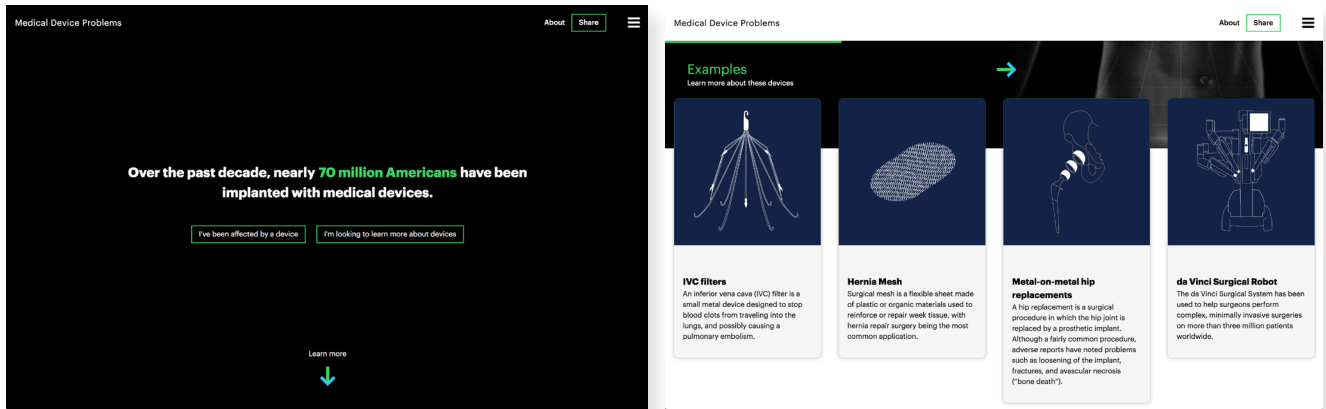 Medical Device Problems
About
Share
Over the past decade, nearly 70 million Americans have been
implanted with medical devices.
I've been affected by a device
I'm looking to learn more about devices
Learn more
Medical Device Problems
About
Share
Examples
Learn more about these devices
IVC filters
An inferior vena cava (IVC) filter is a
small metal device designed to stop
blood clots from traveling into the
lungs, and possibly causing a
pulmonary embolism.
Hernia Mesh
Surgical mesh is a flexible sheet made
of plastic or organic materials used to
reinforce or repair week tissue, with
hernia repair surgery being the most
common application.
Metal-on-metal hip
replacements
A hip replacement is a surgical
procedure in which the hip joint is
replaced by a prosthetic implant.
Although a fairly common procedure,
adverse reports have noted problems
such as loosening of the implant,
fractures, and avascular necrosis
("bone death").
da Vinci Surgical Robot
The da Vinci Surgical System has been
used to help surgeons perform
complex, minimally invasive surgeries
on more than three million patients
worldwide.